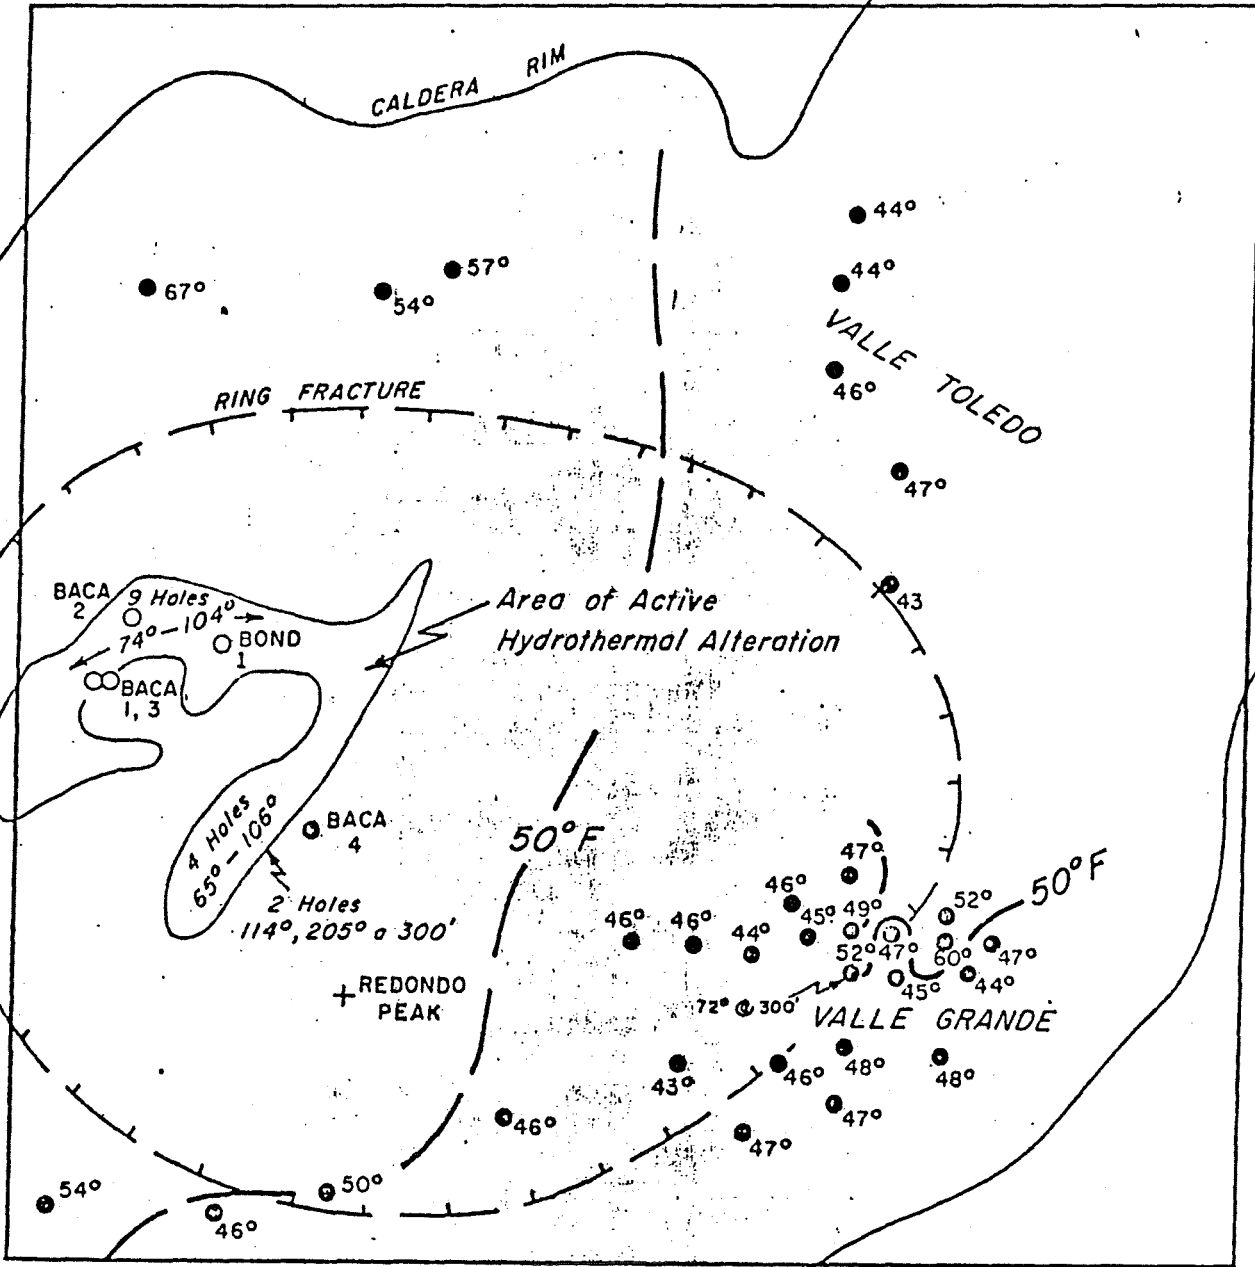 CALDERA RIM
44°
57°
67°
54°
44°
VALLE TOLEDO
46°
RING FRACTURE
47°
43
BACA
2
9 Holes
74°-104°
BOND
1
BACA
1, 3
Area of Active
Hydrothermal Alteration
4 Holes
65°-106°
BACA
4
50°F
2 Holes
114°, 205° @ 300'
REDONDO
PEAK
47°
46°
50°F
52°
46°
46°
44°
45°
49°
52°
47°
60°
47°
45°
44°
72° @ 300'
VALLE GRANDE
43°
46°
48°
48°
46°
47°
47°
54°
50°
46°